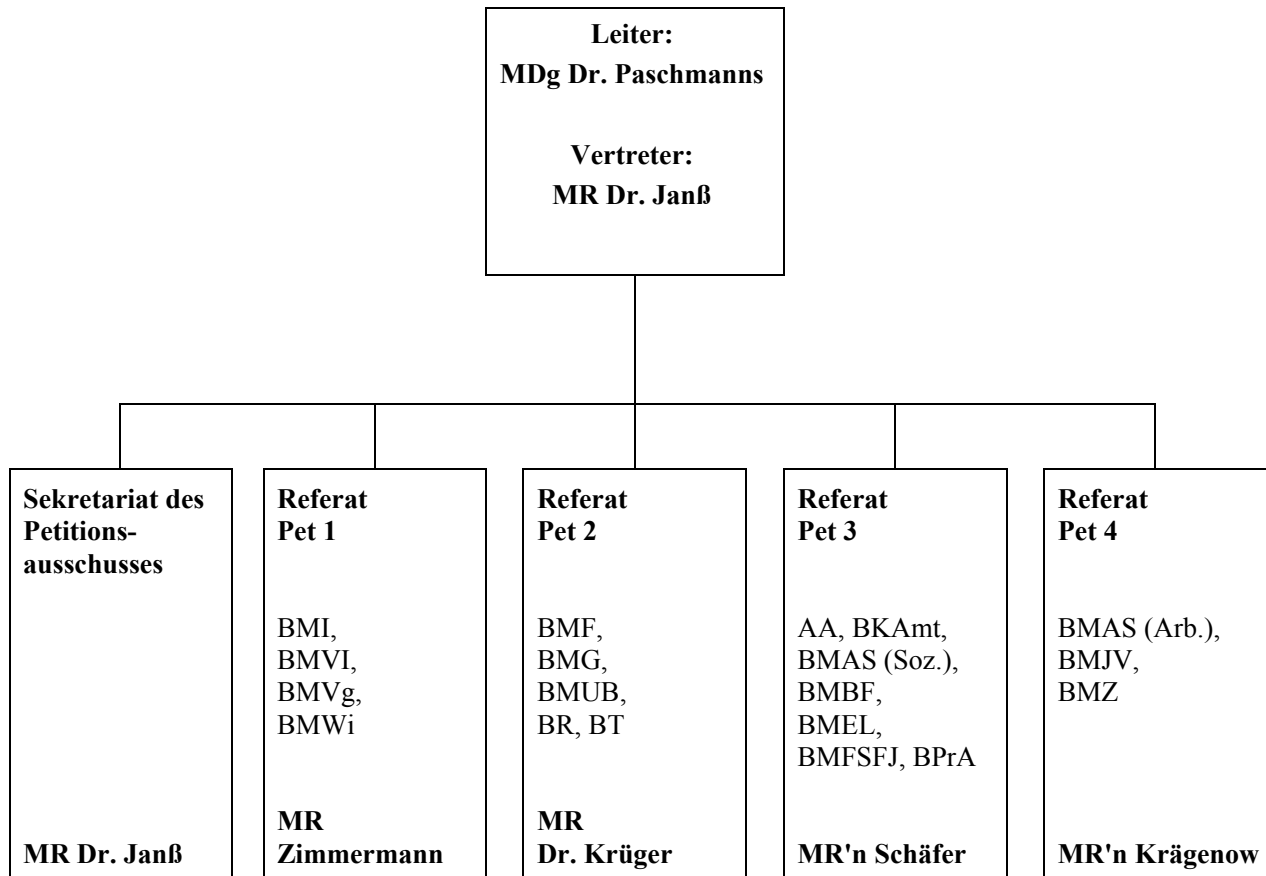 Leiter:
MDg Dr. Paschmanns
Vertreter:
MR Dr. Janß
Sekretariat des
Petitions-
ausschusses
MR Dr. Janß
Referat
Pet 1
BMI,
BMVI,
BMVg,
BMWi
MR
Zimmermann
Referat
Pet 2
BMF,
BMG,
BMUB,
BR, BT
MR
Dr. Krüger
Referat
Pet 3
AA, BKAmt,
BMAS (Soz.),
BMBF,
BMEL,
BMFSFJ, BPrA
MR'n Schäfer
Referat
Pet 4
BMAS (Arb.),
BMJV,
BMZ
MR'n Krägenow